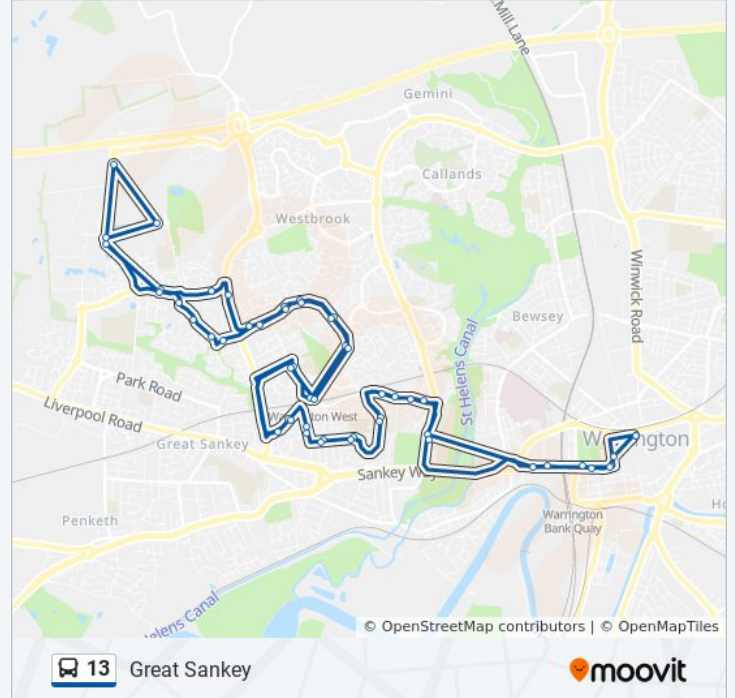 Mill Lane
Gemini
Callands
Westbrook
Winwick Road
Bewsey
St Helens Canal
Park Road
Liverpool Road
Great Sankey
Sankey
Warrington
Bank Quay
Penketh
© OpenStreetMap contributors | © OpenMapTiles
13 Great Sankey
moovit